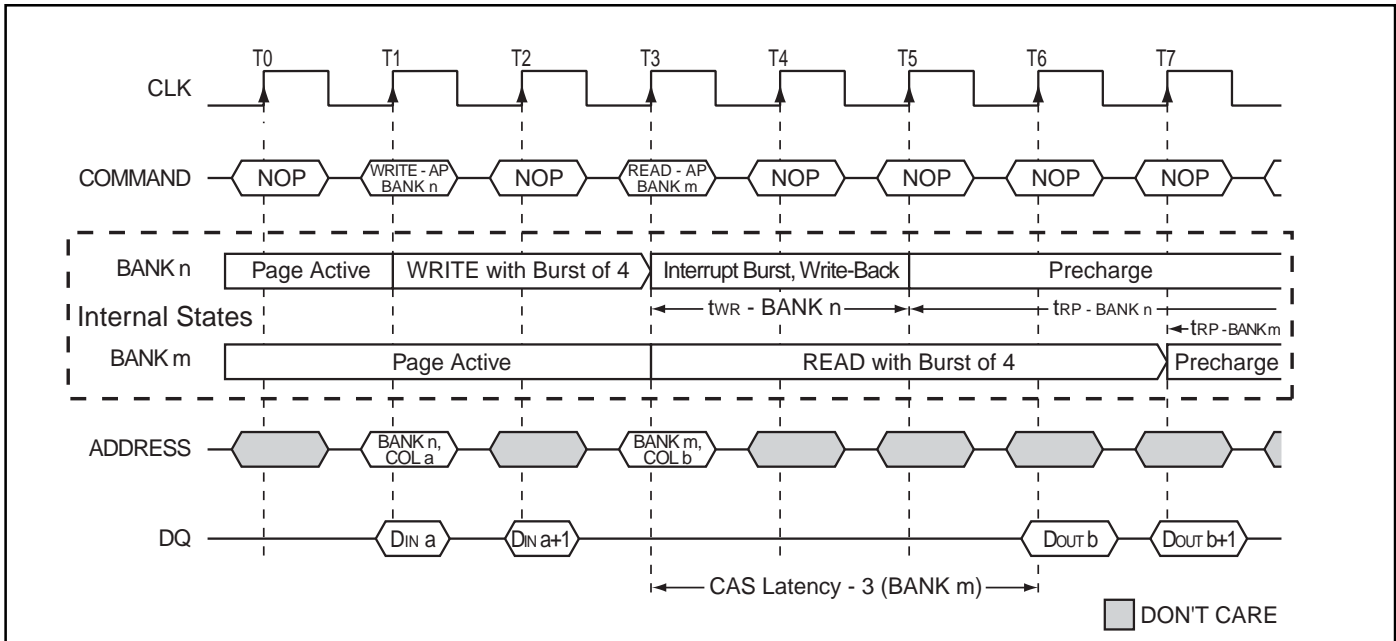 T0 T1 T2 T3 T4 T5 T6 T7
CLK
COMMAND NOP WRITE - AP BANK n NOP READ - AP BANK m NOP NOP NOP NOP
BANK n Page Active WRITE with Burst of 4 Interrupt Burst, Write-Back Precharge
tWR - BANK n tRP - BANK n
Internal States
tRP - BANK m
BANK m Page Active READ with Burst of 4 Precharge
ADDRESS BANK n, COL a BANK m, COL b
DQ DIN a DIN a+1 DOUT b DOUT b+1
CAS Latency - 3 (BANK m)
DON'T CARE